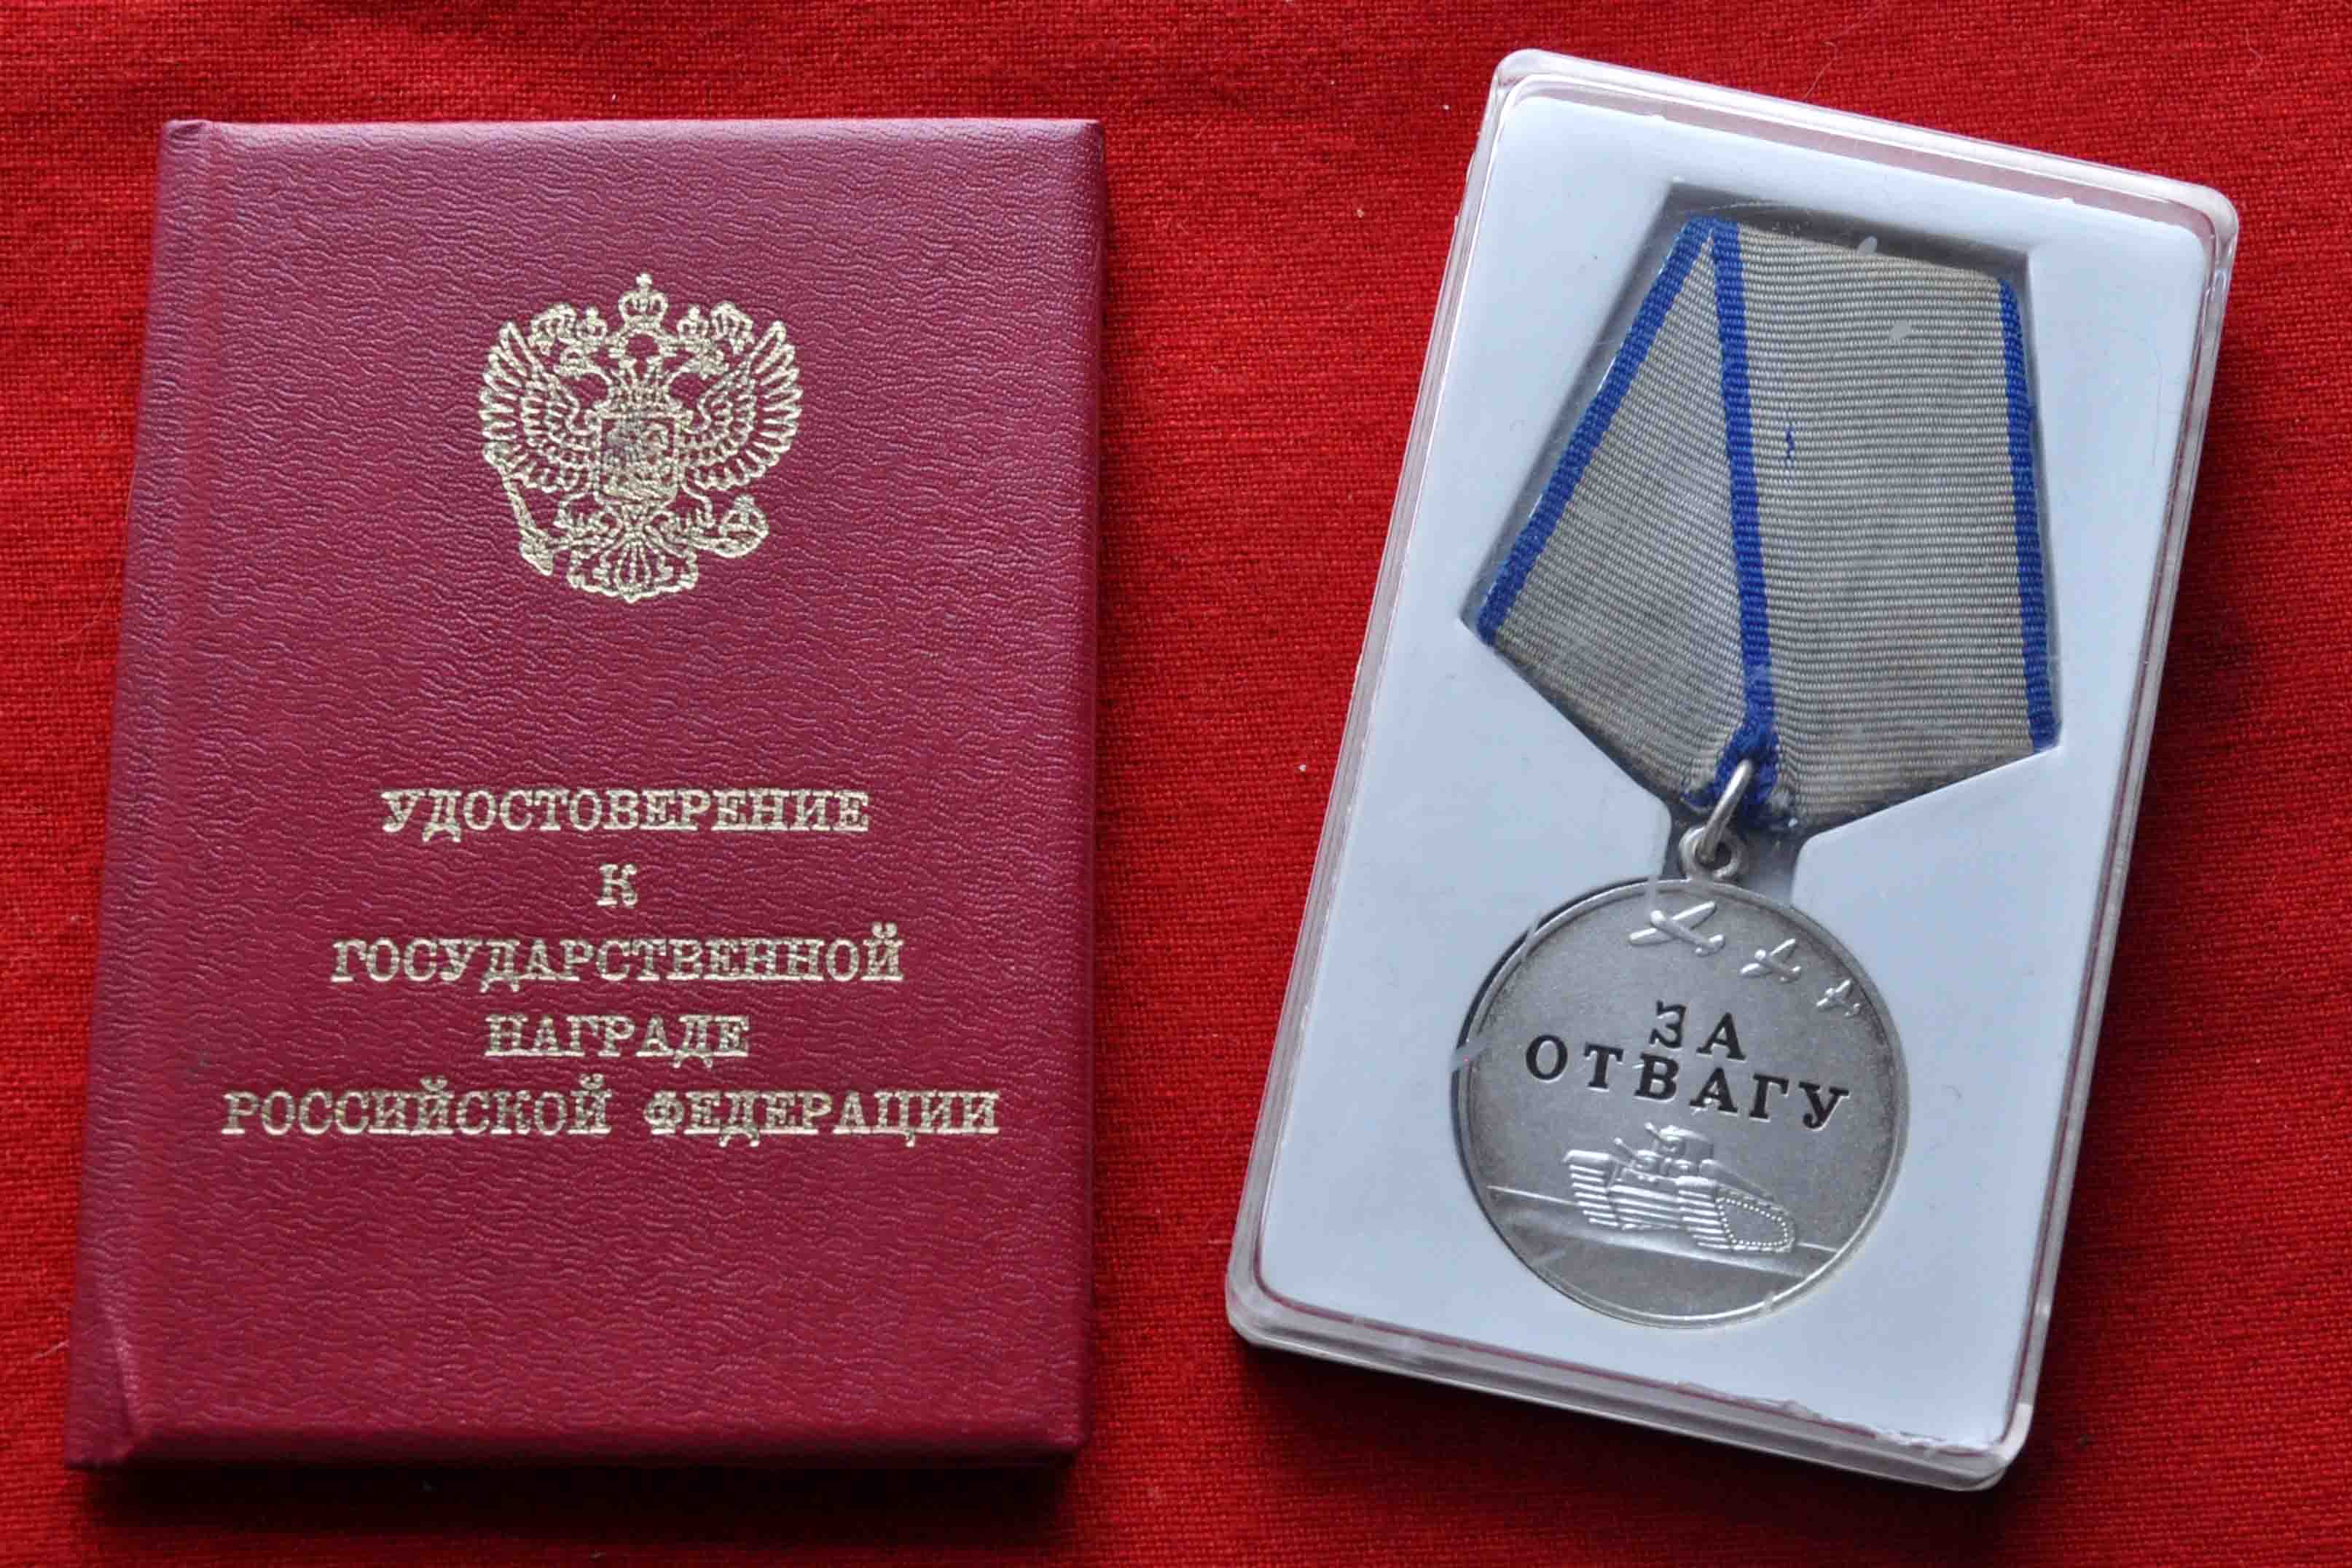 УДОСТОВЕРЕНИЕ
К
ГОСУДАРСТВЕННОЙ
НАГРАДЕ
РОССИЙСКОЙ ФЕДЕРАЦИИ
ЗА
ОТВАГУ